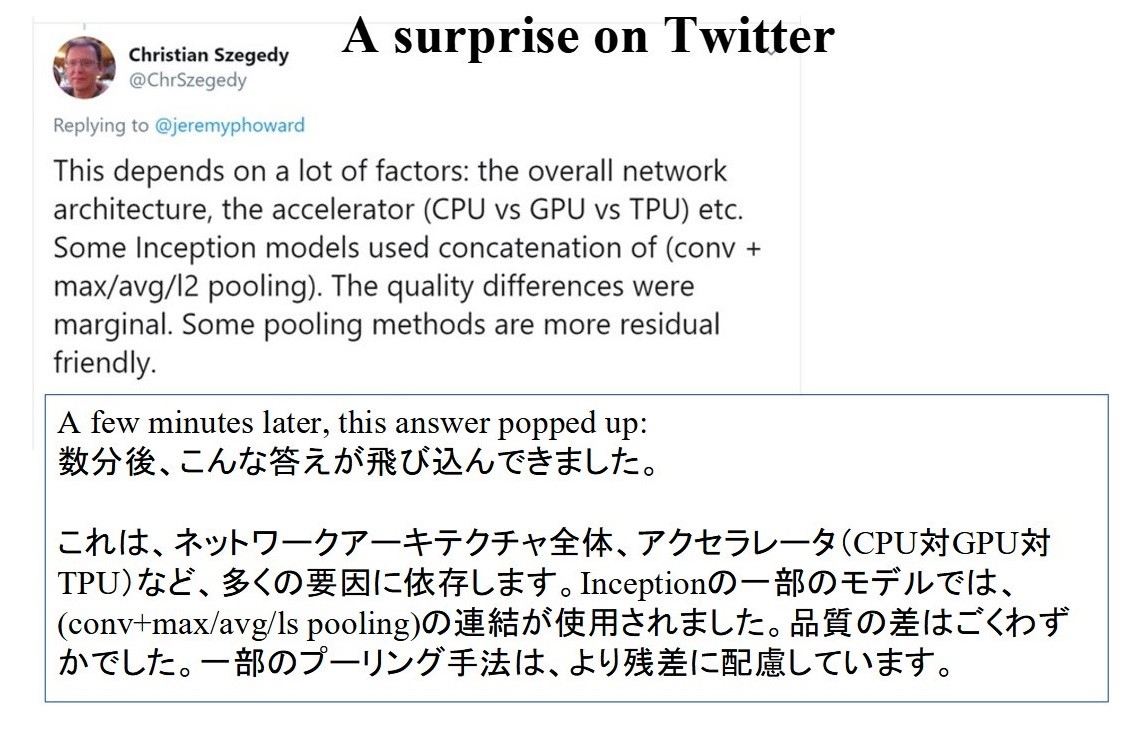 A surprise on Twitter
Christian Szegedy
@ChrSzegedy
Replying to @jeremyphoward
This depends on a lot of factors: the overall network
architecture, the accelerator (CPU vs GPU vs TPU) etc.
Some Inception models used concatenation of (conv +
max/avg/l2 pooling). The quality differences were
marginal. Some pooling methods are more residual
friendly.
A few minutes later, this answer popped up:
数分後、こんな答えが飛び込んできました。
これは、ネットワークアーキテクチャ全体、アクセラレータ（CPU対GPU対
TPU）など、多くの要因に依存します。Inceptionの一部のモデルでは、
(conv+max/avg/ls pooling)の連結が使用されました。品質の差はごくわず
かでした。一部のプーリング手法は、より残差に配慮しています。